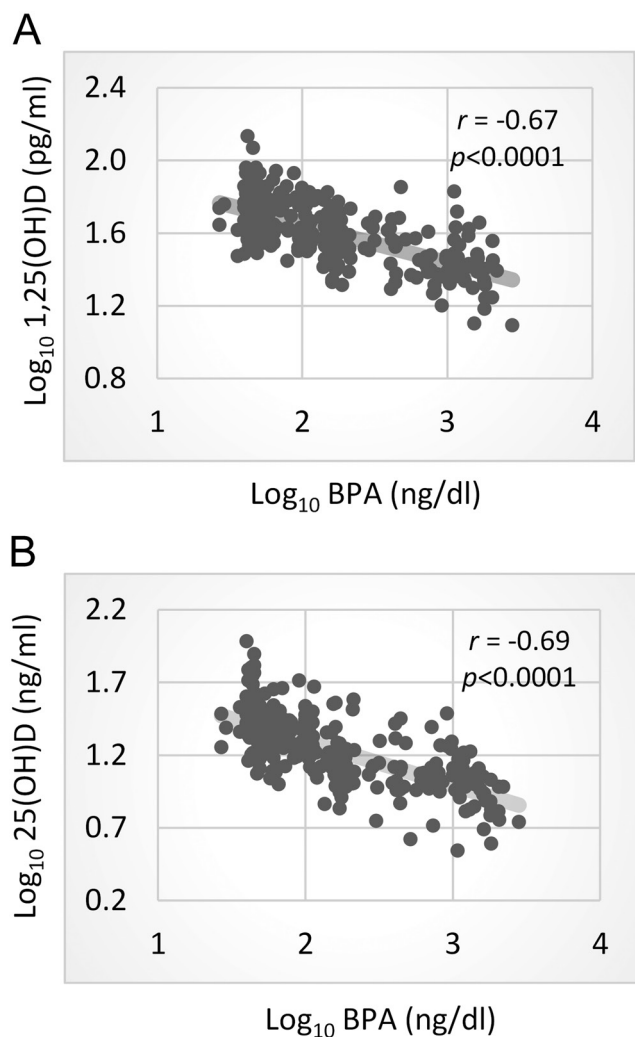 A
Log10 1,25(OH)D (pg/ml)
2.4
2.0
1.6
1.2
0.8
r = -0.67
p<0.0001
1 2 3 4
Log10 BPA (ng/dl)
B
Log10 25(OH)D (ng/ml)
2.2
1.7
1.2
0.7
0.2
r = -0.69
p<0.0001
1 2 3 4
Log10 BPA (ng/dl)